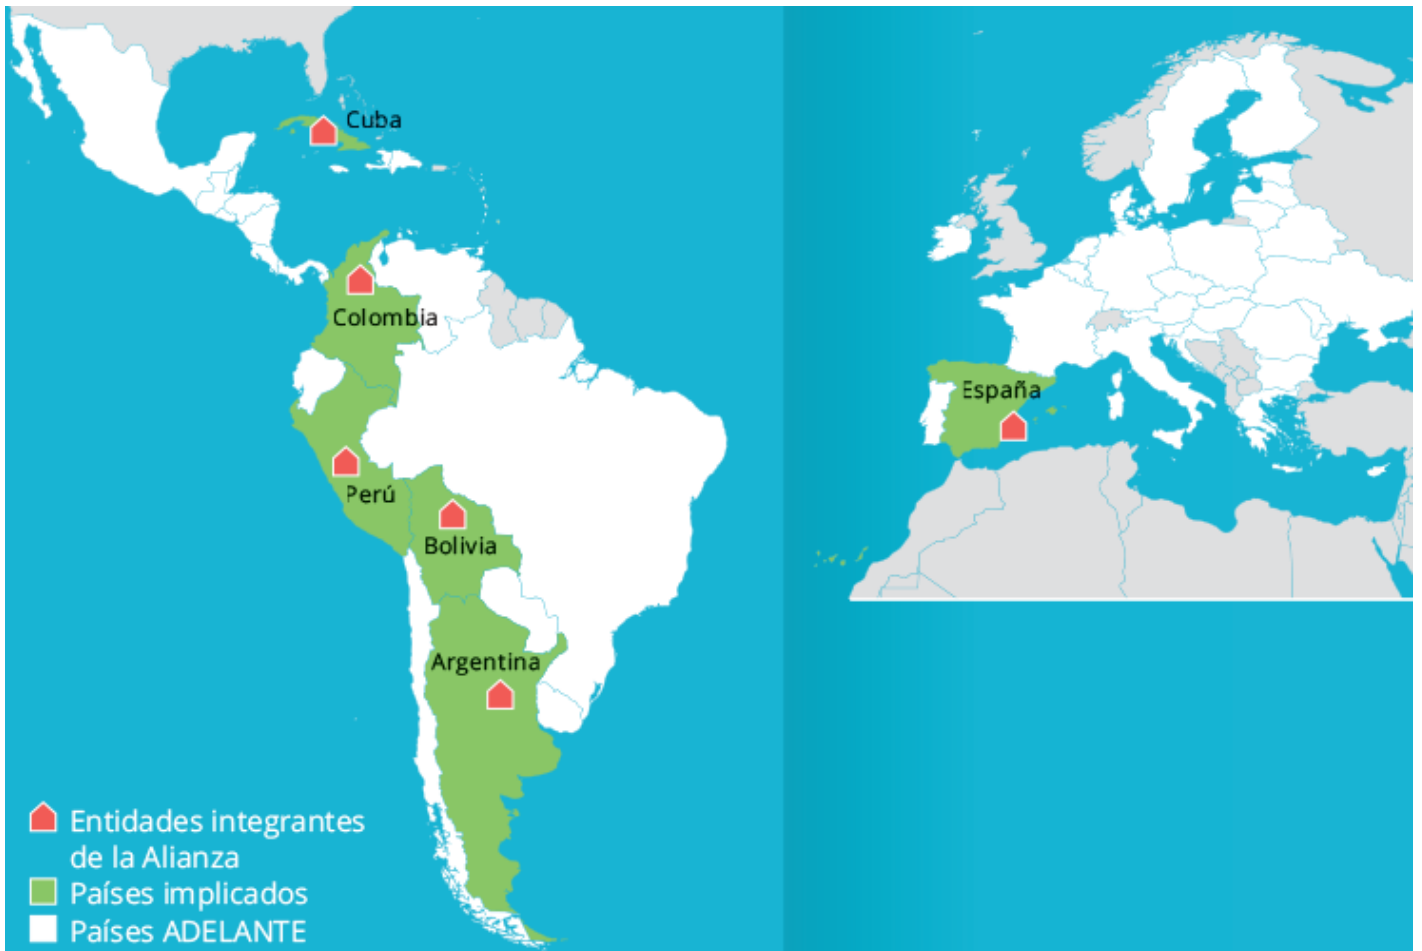 Cuba
Colombia
España
Perú
Bolivia
Argentina
Entidades integrantes
de la Alianza
Países implicados
Países ADELANTE